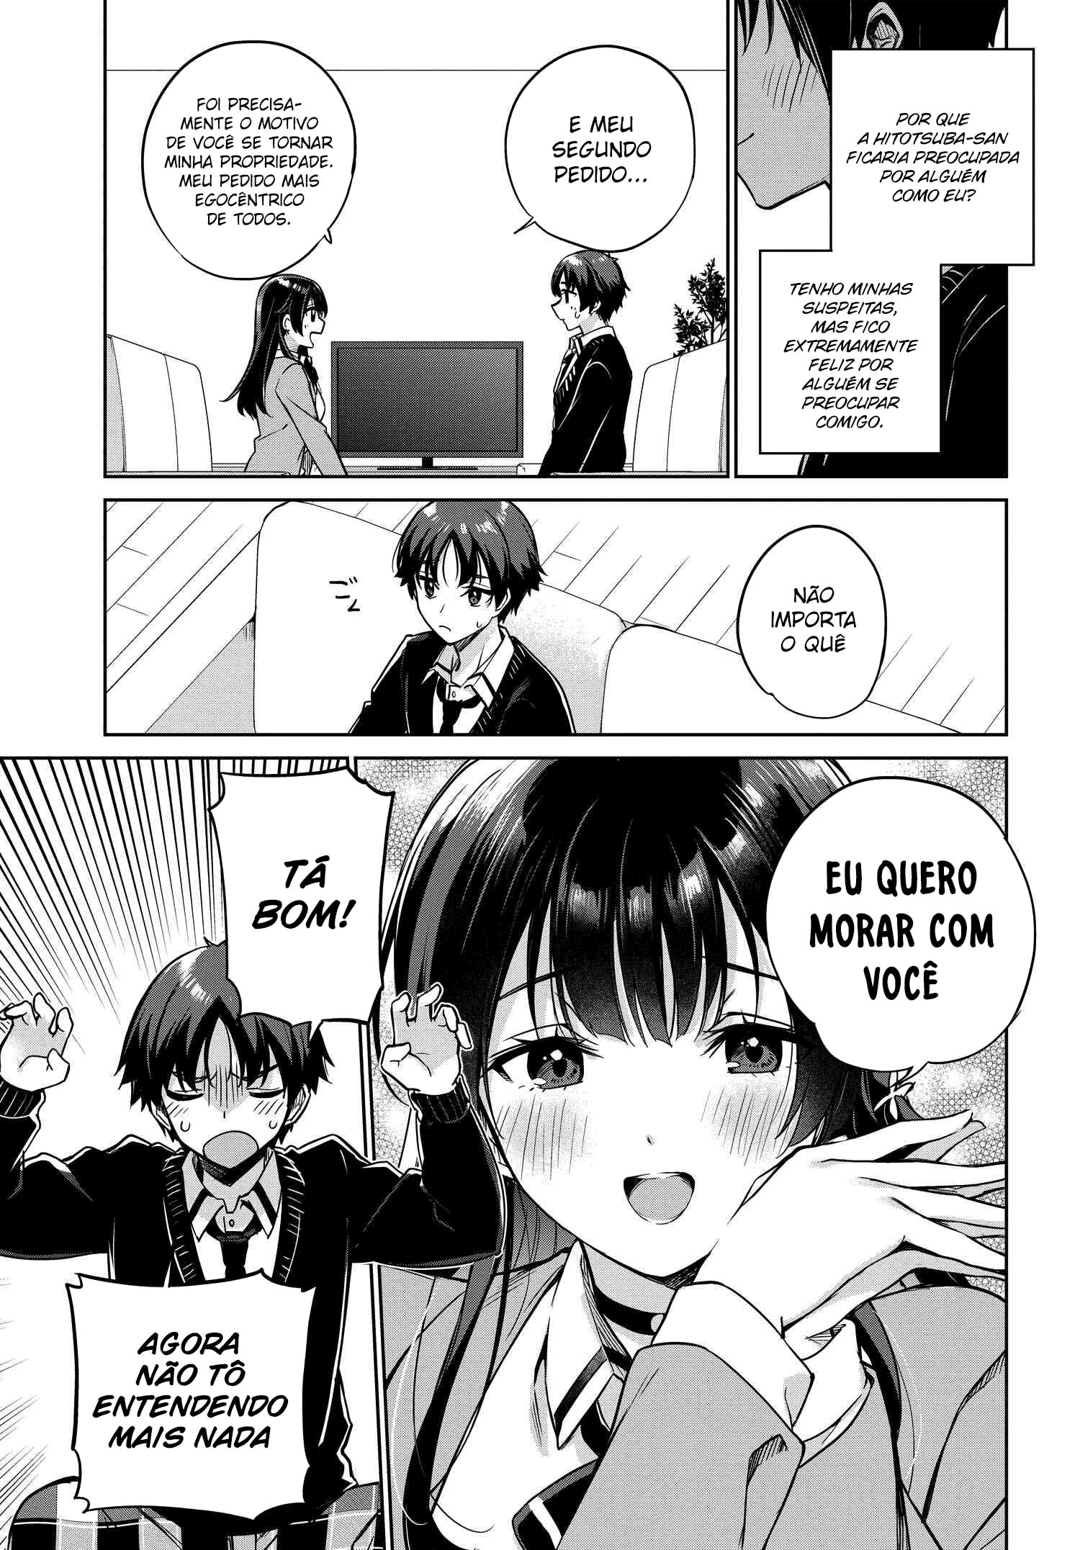 POR QUE
A HITOTSUBA-SAN
FICARIA PREOCUPADA
POR ALGUÉM
COMO EU?
TENHO MINHAS
SUSPEITAS,
MAS FICO
EXTREMAMENTE
FELIZ POR
ALGUÉM SE
PREOCUPAR
COMIGO.
E MEU
SEGUNDO
PEDIDO...
FOI PRECISA-
MENTE O MOTIVO
DE VOCÊ SE TORNAR
MINHA PROPRIEDADE.
MEU PEDIDO MAIS
EGOCÊNTRICO
DE TODOS.
NÃO
IMPORTA
O QUÊ
EU QUERO
MORAR COM
VOCÊ
TÁ
BOM!
AGORA
NÃO TÔ
ENTENDENDO
MAIS NADA